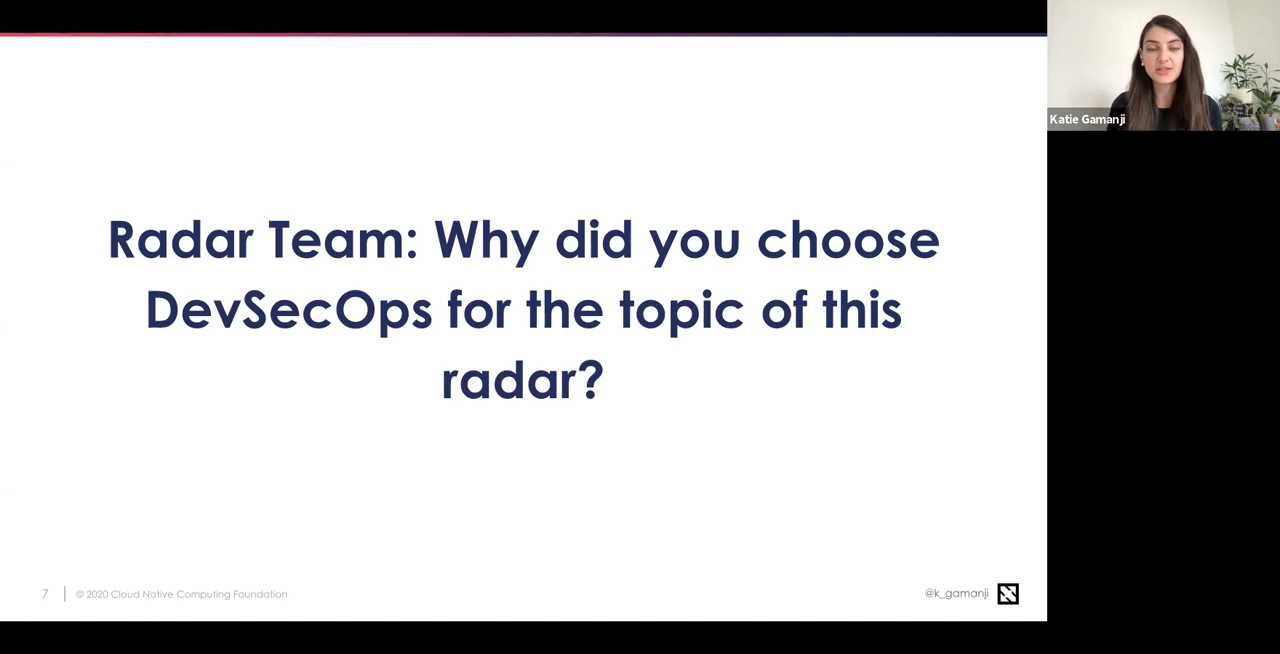 Radar Team: Why did you choose
DevSecOps for the topic of this
radar?
Katie Gamanji
7
© 2020 Cloud Native Computing Foundation
@k_gamanji